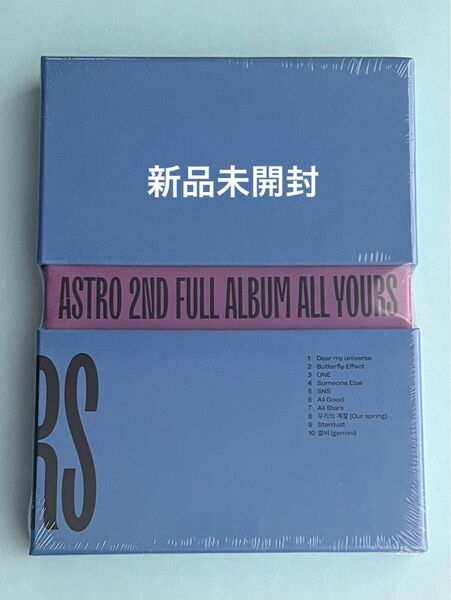 新品未開封
ASTRO 2ND FULL ALBUM ALL YOURS
RS
1 Dear my universe
2 Butterfly Effect
3 ONE
4 Someone Else
5 SNS
6 All Good
7 All Stars
8 우리의 계절 (Our spring)
9 Stardust
10 별비 (gemini)